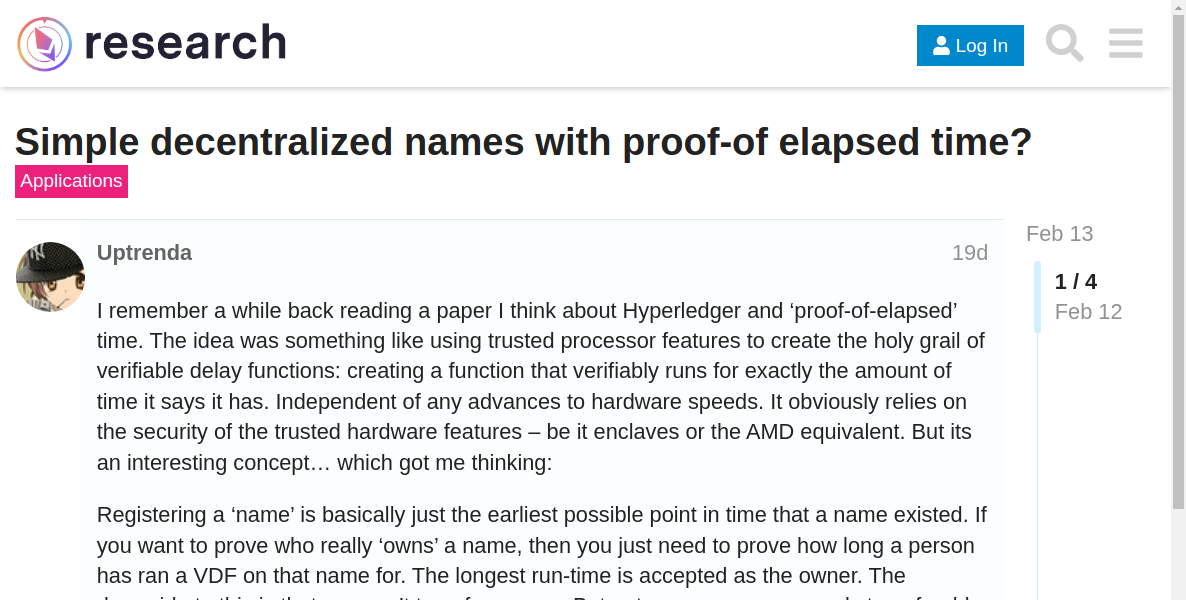 research
Log In
Simple decentralized names with proof-of elapsed time?
Applications
Uptrenda
19d
I remember a while back reading a paper I think about Hyperledger and ‘proof-of-elapsed’
time. The idea was something like using trusted processor features to create the holy grail of
verifiable delay functions: creating a function that verifiably runs for exactly the amount of
time it says it has. Independent of any advances to hardware speeds. It obviously relies on
the security of the trusted hardware features – be it enclaves or the AMD equivalent. But its
an interesting concept… which got me thinking:
Registering a ‘name’ is basically just the earliest possible point in time that a name existed. If
you want to prove who really ‘owns’ a name, then you just need to prove how long a person
has ran a VDF on that name for. The longest run-time is accepted as the owner. The
Feb 13
1 / 4
Feb 12